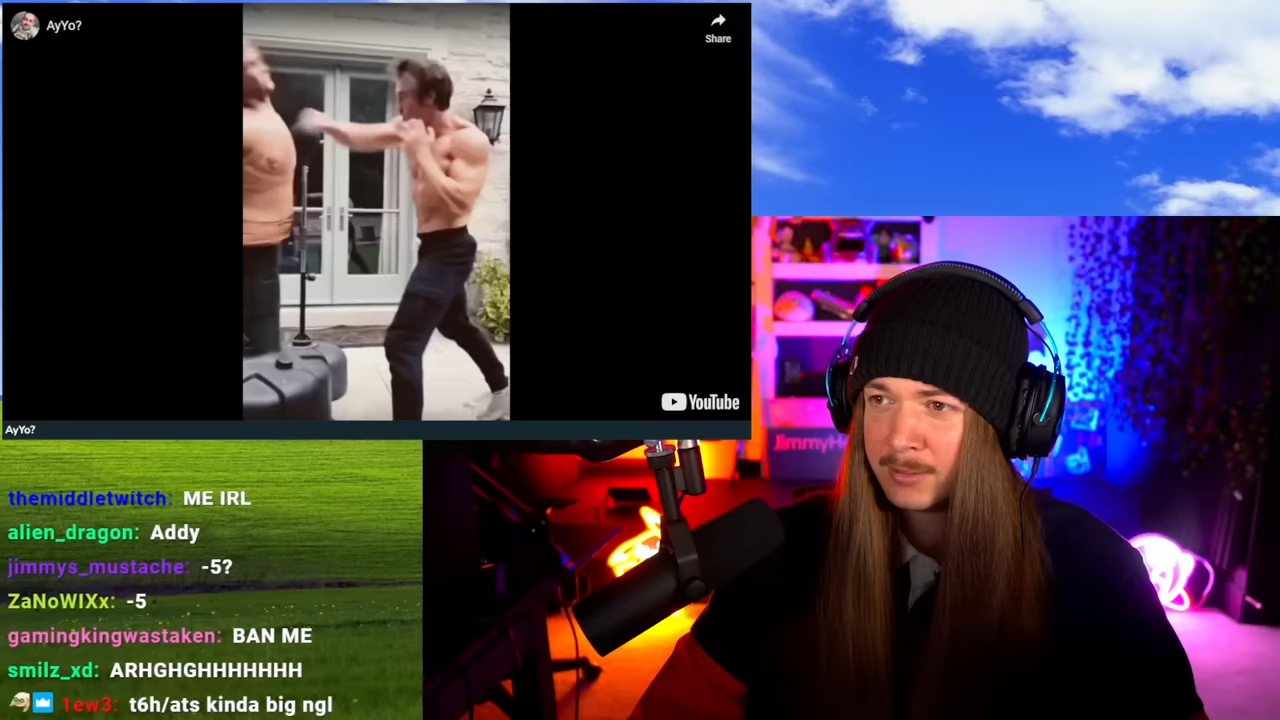 AyYo?
Share
YouTube
AyYo?
themiddletwitch: ME IRL
alien_dragon: Addy
jimmys_mustache: -5?
ZaNoWIXx: -5
gamingkingwastaken: BAN ME
smilz_xd: ARHGHGHHHHHHH
1ew3: t6h/ats kinda big ngl
JimmyH